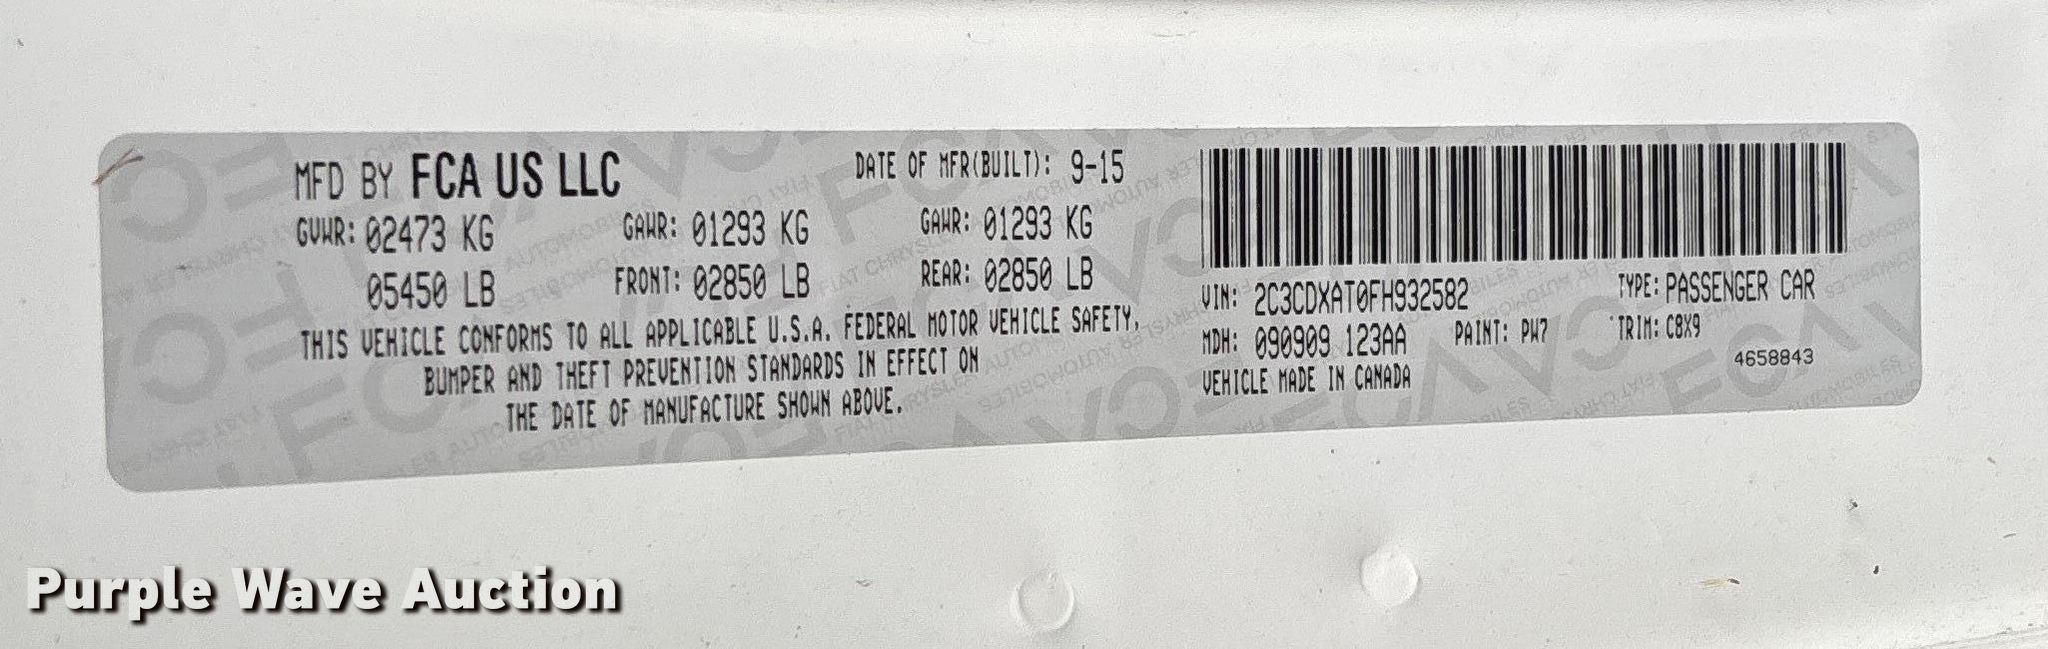 MFD BY FCA US LLC
DATE OF MFR(BUILT): 9-15
GVWR: 02473 KG
GAWR: 01293 KG
GAWR: 01293 KG
05450 LB
FRONT: 02850 LB
REAR: 02850 LB
THIS VEHICLE CONFORMS TO ALL APPLICABLE U.S.A. FEDERAL MOTOR VEHICLE SAFETY,
BUMPER AND THEFT PREVENTION STANDARDS IN EFFECT ON
THE DATE OF MANUFACTURE SHOWN ABOVE.
VIN: 2C3CDXAT0FH932582
TYPE: PASSENGER CAR
MDH: 090909 123AA
PAINT: PW7
TRIM: C8X9
VEHICLE MADE IN CANADA
4658843
Purple Wave Auction